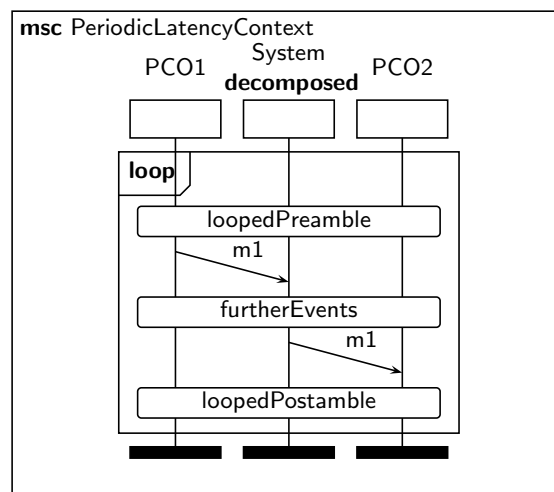 msc PeriodicLatencyContext
System
PCO1
decomposed
PCO2
loop
loopedPreamble
m1
furtherEvents
m1
loopedPostamble